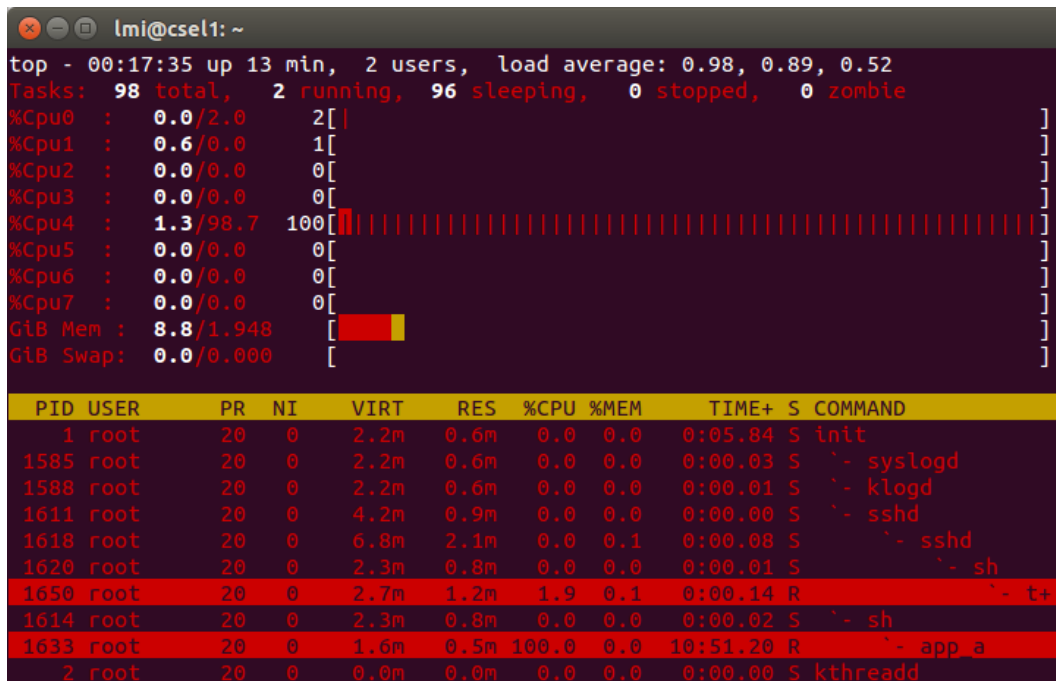 lmi@csel1: ~
top - 00:17:35 up 13 min,  2 users,  load average: 0.98, 0.89, 0.52
Tasks:  98 total,   2 running,  96 sleeping,   0 stopped,   0 zombie
%Cpu0  :   0.0/2.0     2[|                                                      ]
%Cpu1  :   0.6/0.0     1[                                                      ]
%Cpu2  :   0.0/0.0     0[                                                      ]
%Cpu3  :   0.0/0.0     0[                                                      ]
%Cpu4  :   1.3/98.7  100[||||||||||||||||||||||||||||||||||||||||||||||||||||||]
%Cpu5  :   0.0/0.0     0[                                                      ]
%Cpu6  :   0.0/0.0     0[                                                      ]
%Cpu7  :   0.0/0.0     0[                                                      ]
GiB Mem :  8.8/1.948    [                                                      ]
GiB Swap:  0.0/0.000    [                                                      ]
PID USER      PR  NI    VIRT    RES  %CPU %MEM     TIME+ S COMMAND
1 root      20   0    2.2m   0.6m   0.0  0.0   0:05.84 S init
1585 root      20   0    2.2m   0.6m   0.0  0.0   0:00.03 S  `- syslogd
1588 root      20   0    2.2m   0.6m   0.0  0.0   0:00.01 S  `- klogd
1611 root      20   0    4.2m   0.9m   0.0  0.0   0:00.00 S  `- sshd
1618 root      20   0    6.8m   2.1m   0.0  0.1   0:00.08 S      `- sshd
1620 root      20   0    2.3m   0.8m   0.0  0.0   0:00.01 S          `- sh
1650 root      20   0    2.7m   1.2m   1.9  0.1   0:00.14 R              `- t+
1614 root      20   0    2.3m   0.8m   0.0  0.0   0:00.02 S  `- sh
1633 root      20   0    1.6m   0.5m 100.0  0.0  10:51.20 R      `- app_a
2 root      20   0    0.0m   0.0m   0.0  0.0   0:00.00 S kthreadd